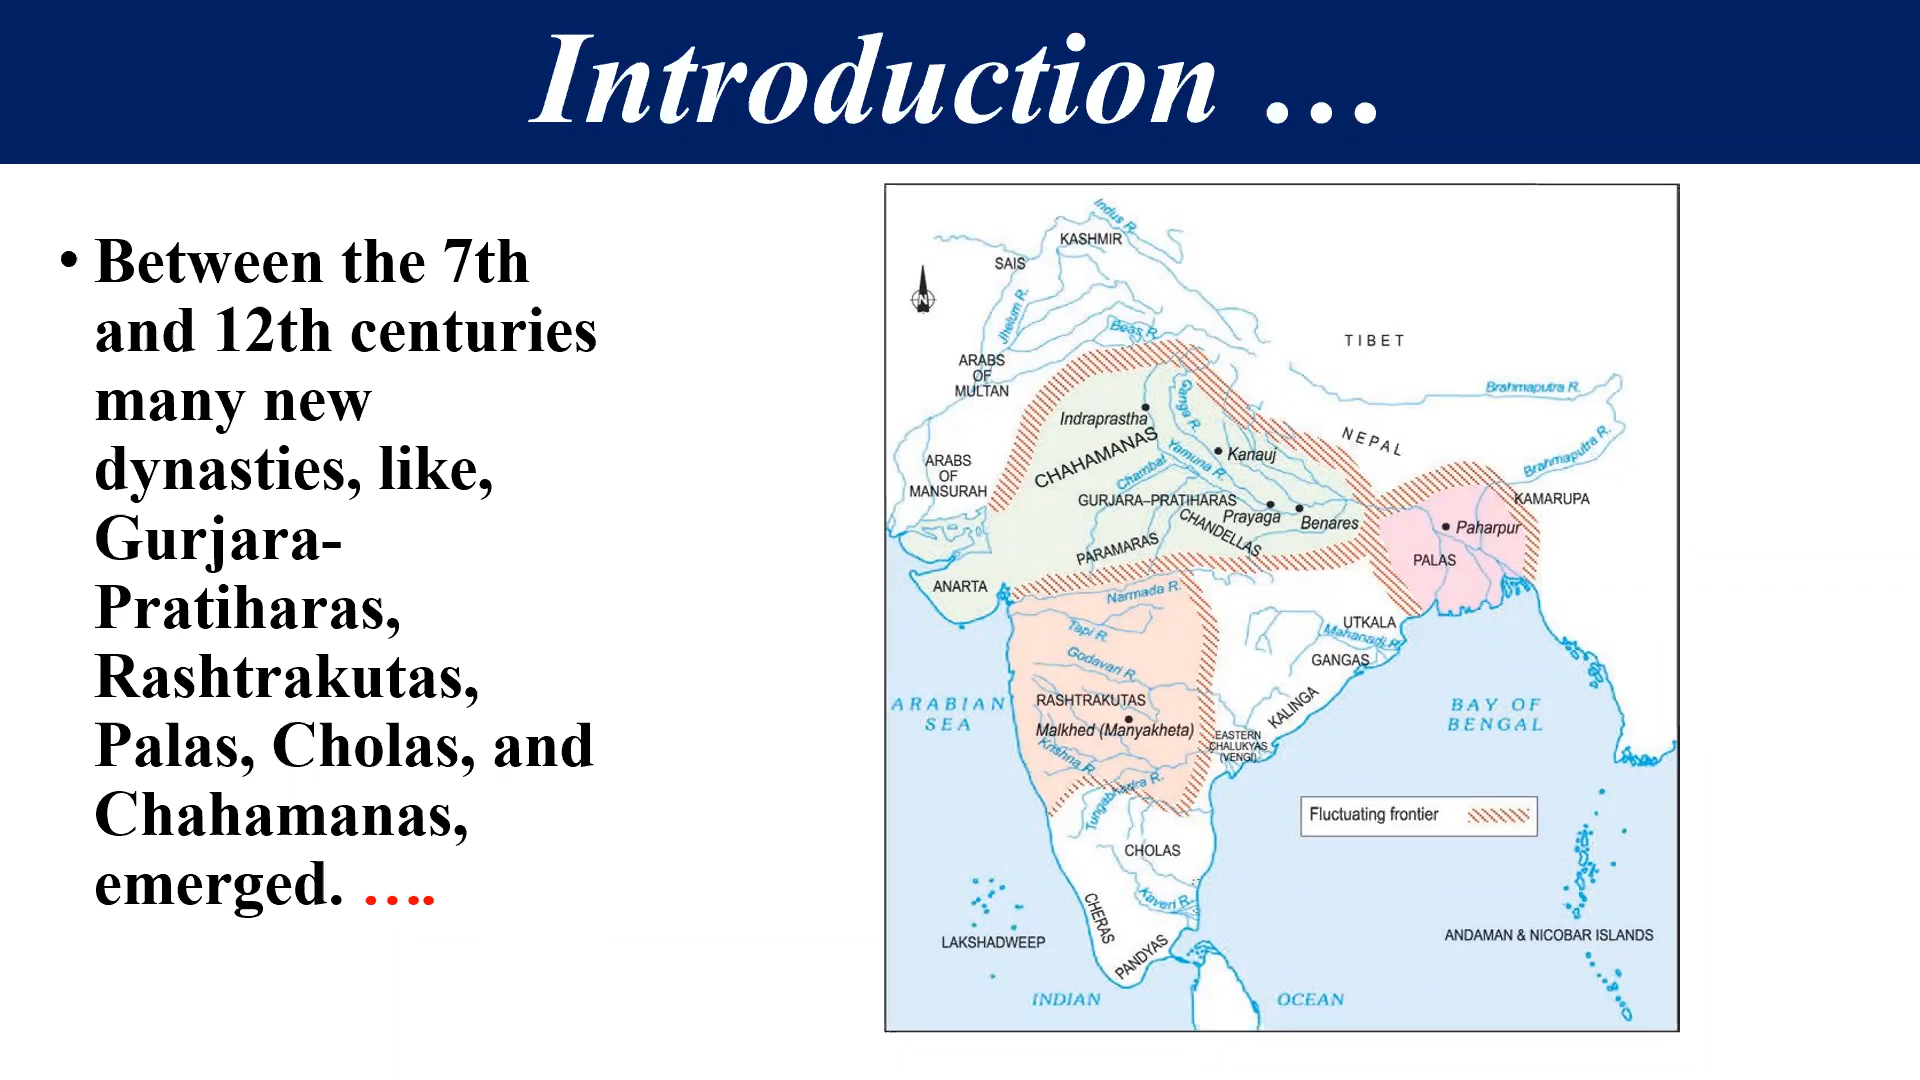 Introduction …
• Between the 7th
and 12th centuries
many new
dynasties, like,
Gurjara-
Pratiharas,
Rashtrakutas,
Palas, Cholas, and
Chahamanas,
emerged. ….
Indus R.
KASHMIR
SAIS
N
Jhelum R.
Beas R.
TIBET
ARABS
OF
MULTAN
Brahmaputra R.
Ganga R.
Indraprastha
CHAHAMANAS
NEPAL
Kanauj
Yamuna R.
Brahmaputra R.
ARABS
OF
MANSURAH
Chambal
GURJARA–PRATIHARAS
KAMARUPA
Prayaga
CHANDELLAS
Benares
Paharpur
PARAMARAS
PALAS
ANARTA
Narmada R.
Tapi R.
UTKALA
Mahanadi R.
Godavari R.
GANGAS
RASHTRAKUTAS
KALINGA
ARABIAN
SEA
BAY OF
BENGAL
Malkhed (Manyakheta)
EASTERN
CHALUKYAS
(VENGI)
Krishna R.
Tungabhadra R.
Fluctuating frontier
CHOLAS
Kaveri R.
CHERAS
LAKSHADWEEP
PANDYAS
ANDAMAN & NICOBAR ISLANDS
INDIAN
OCEAN